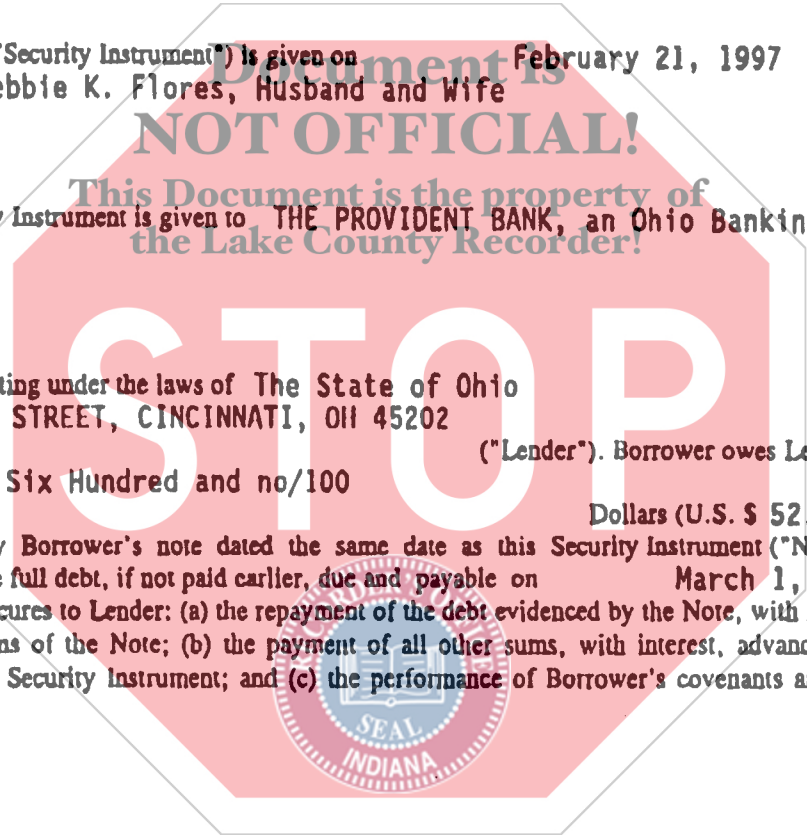 Security Instrument") is given on February 21, 1997
Document is
ebbie K. Flores, Husband and Wife
NOT OFFICIAL!
This Document is the property of
y Instrument is given to THE PROVIDENT BANK, an Ohio Bankin
the Lake County Recorder!
STOP
ting under the laws of The State of Ohio
STREET, CINCINNATI, OH 45202
("Lender"). Borrower owes Le
Six Hundred and no/100
Dollars (U.S. $ 52,
y Borrower's note dated the same date as this Security Instrument ("N
e full debt, if not paid earlier, due and payable on March 1,
cures to Lender: (a) the repayment of the debt evidenced by the Note, with
ns of the Note; (b) the payment of all other sums, with interest, advanc
Security Instrument; and (c) the performance of Borrower's covenants a
SEAL
INDIANA